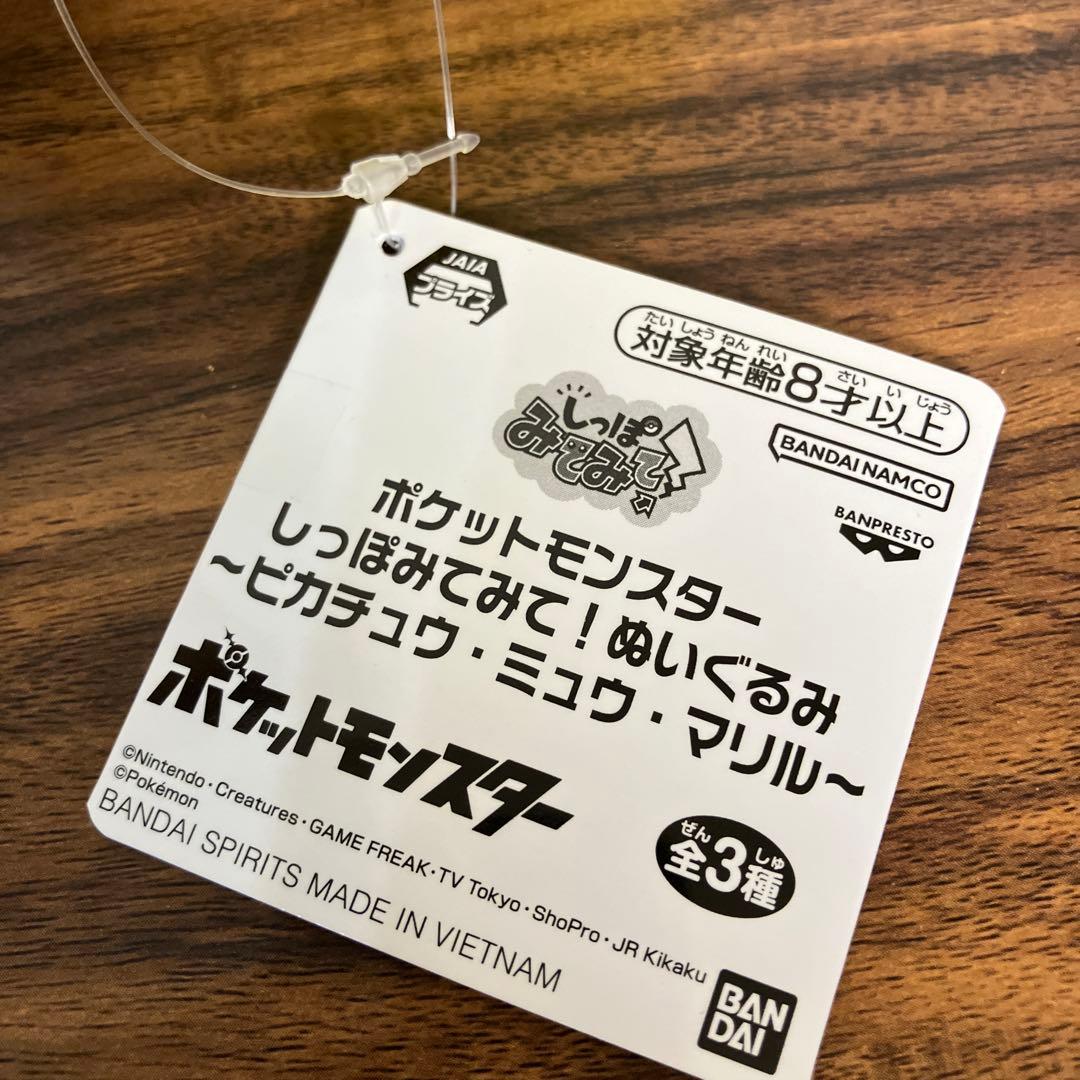 JAIA
プライズ
たいしょうねんれい さいいじょう
対象年齢8才以上
しっぽ
みてみて
BANDAI NAMCO
BANPRESTO
ポケットモンスター
しっぽみてみて!ぬいぐるみ
~ピカチュウ・ミュウ・マリル~
ポケットモンスター
©Nintendo・Creatures・GAME FREAK・TV Tokyo・ShoPro・JR Kikaku
©Pokémon
BANDAI SPIRITS MADE IN VIETNAM
ぜん しゅ
全3種
BAN
DAI